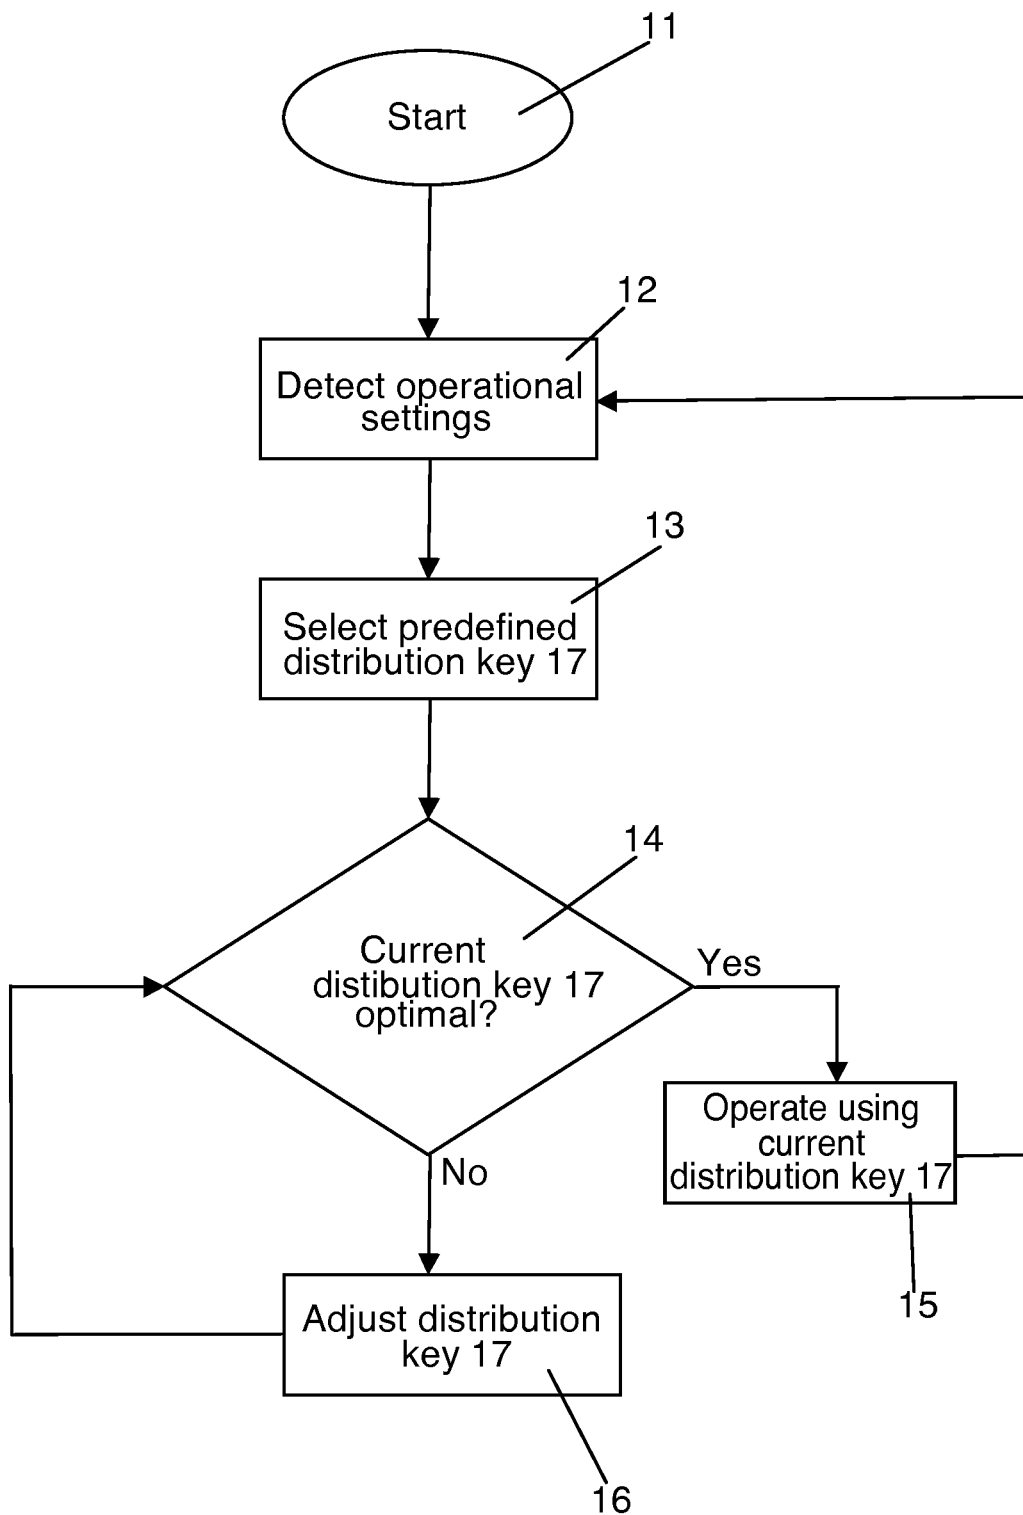 11
Start
12
Detect operational
settings
13
Select predefined
distribution key 17
14
Current
distibution key 17
optimal?
Yes
No
Operate using
current
distribution key 17
15
Adjust distribution
key 17
16